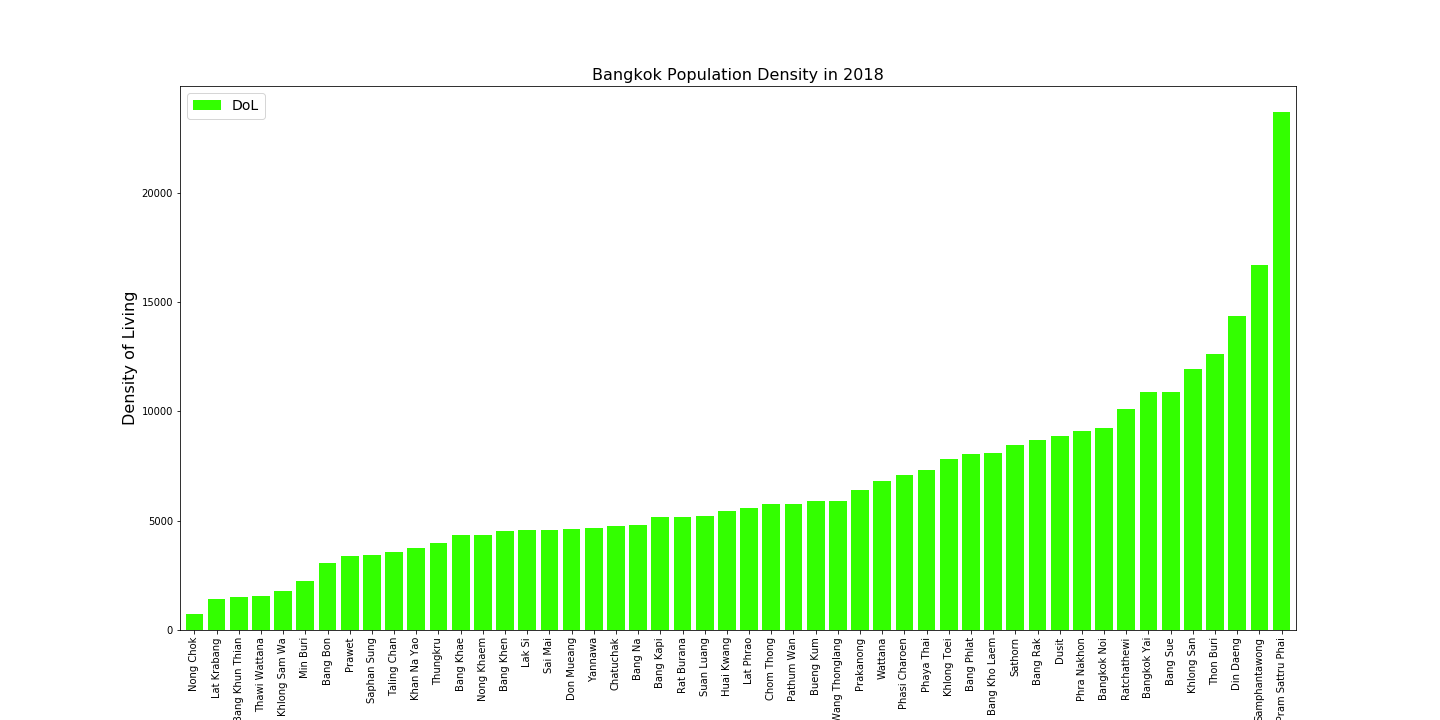 Bangkok Population Density in 2018
DoL
Density of Living
20000
15000
10000
5000
0
Nong Chok
Lat Krabang
Bang Khun Thian
Thawi Wattana
Khlong Sam Wa
Min Buri
Bang Bon
Prawet
Saphan Sung
Taling Chan
Khan Na Yao
Thungkru
Bang Khae
Nong Khaem
Bang Khen
Lak Si
Sai Mai
Don Mueang
Yannawa
Chatuchak
Bang Na
Bang Kapi
Rat Burana
Suan Luang
Huai Kwang
Lat Phrao
Chom Thong
Pathum Wan
Bueng Kum
Wang Thonglang
Prakanong
Wattana
Phasi Charoen
Phaya Thai
Khlong Toei
Bang Phlat
Bang Kho Laem
Sathorn
Bang Rak
Dusit
Phra Nakhon
Bangkok Noi
Ratchathewi
Bangkok Yai
Bang Sue
Khlong San
Thon Buri
Din Daeng
Samphantawong
Pram Sattru Phai